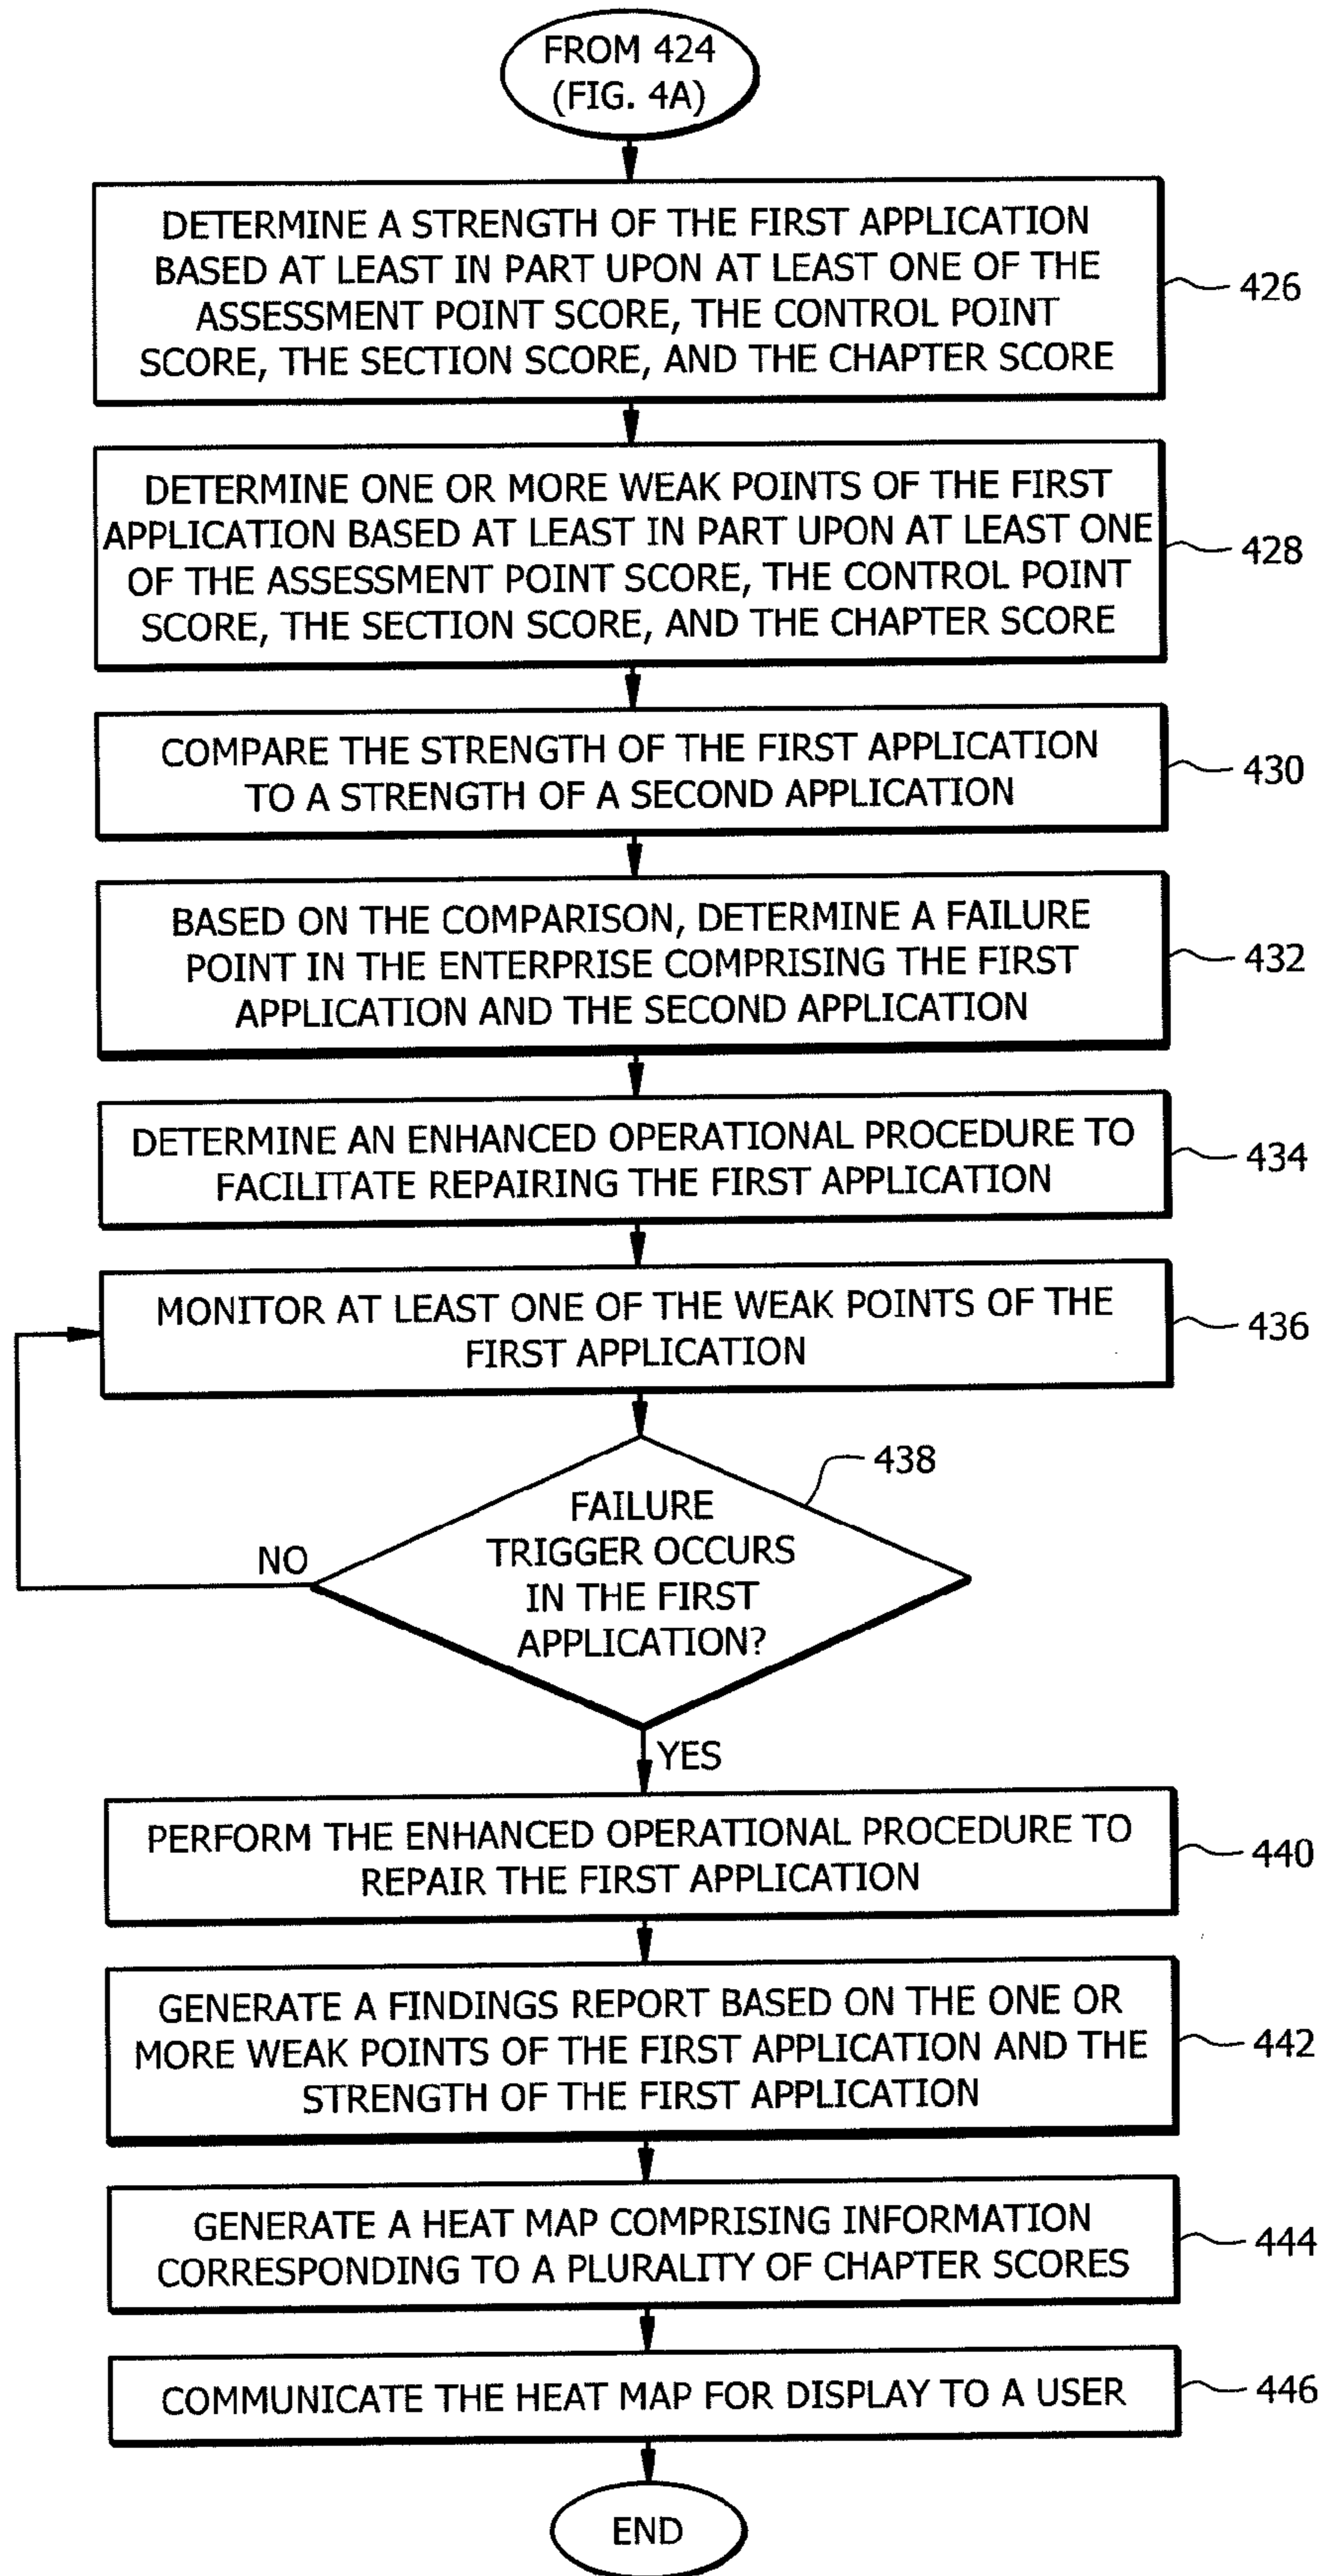 FROM 424
(FIG. 4A)
DETERMINE A STRENGTH OF THE FIRST APPLICATION
BASED AT LEAST IN PART UPON AT LEAST ONE OF THE
ASSESSMENT POINT SCORE, THE CONTROL POINT
SCORE, THE SECTION SCORE, AND THE CHAPTER SCORE
426
DETERMINE ONE OR MORE WEAK POINTS OF THE FIRST
APPLICATION BASED AT LEAST IN PART UPON AT LEAST ONE
OF THE ASSESSMENT POINT SCORE, THE CONTROL POINT
SCORE, THE SECTION SCORE, AND THE CHAPTER SCORE
428
COMPARE THE STRENGTH OF THE FIRST APPLICATION
TO A STRENGTH OF A SECOND APPLICATION
430
BASED ON THE COMPARISON, DETERMINE A FAILURE
POINT IN THE ENTERPRISE COMPRISING THE FIRST
APPLICATION AND THE SECOND APPLICATION
432
DETERMINE AN ENHANCED OPERATIONAL PROCEDURE TO
FACILITATE REPAIRING THE FIRST APPLICATION
434
MONITOR AT LEAST ONE OF THE WEAK POINTS OF THE
FIRST APPLICATION
436
438
FAILURE
TRIGGER OCCURS
IN THE FIRST
APPLICATION?
NO
YES
PERFORM THE ENHANCED OPERATIONAL PROCEDURE TO
REPAIR THE FIRST APPLICATION
440
GENERATE A FINDINGS REPORT BASED ON THE ONE OR
MORE WEAK POINTS OF THE FIRST APPLICATION AND THE
STRENGTH OF THE FIRST APPLICATION
442
GENERATE A HEAT MAP COMPRISING INFORMATION
CORRESPONDING TO A PLURALITY OF CHAPTER SCORES
444
COMMUNICATE THE HEAT MAP FOR DISPLAY TO A USER
446
END